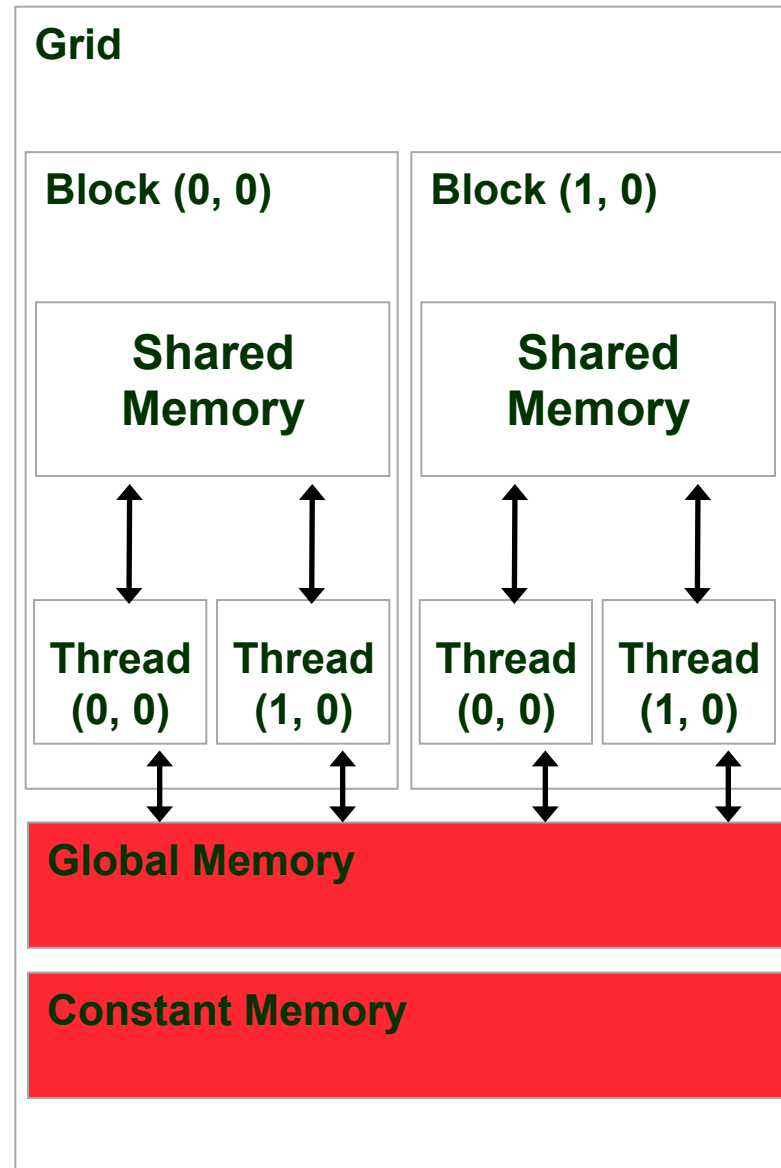 Grid
Block (0, 0)
Block (1, 0)
Shared
Memory
Shared
Memory
Thread
(0, 0)
Thread
(1, 0)
Thread
(0, 0)
Thread
(1, 0)
Global Memory
Constant Memory